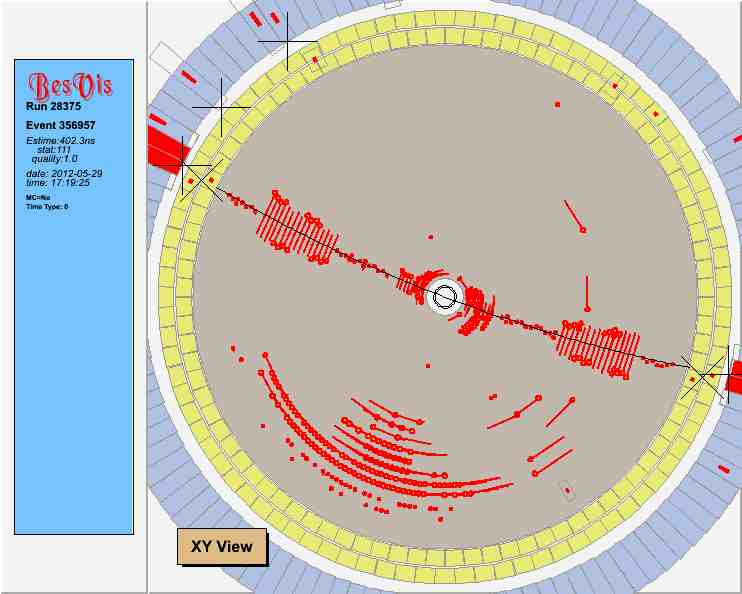 BesVis
Run 28375
Event 356957
Estime:402.3ns
stat:111
quality:1.0
date: 2012-05-29
time: 17:19:25
MC=No
Time Type: 0
XY View